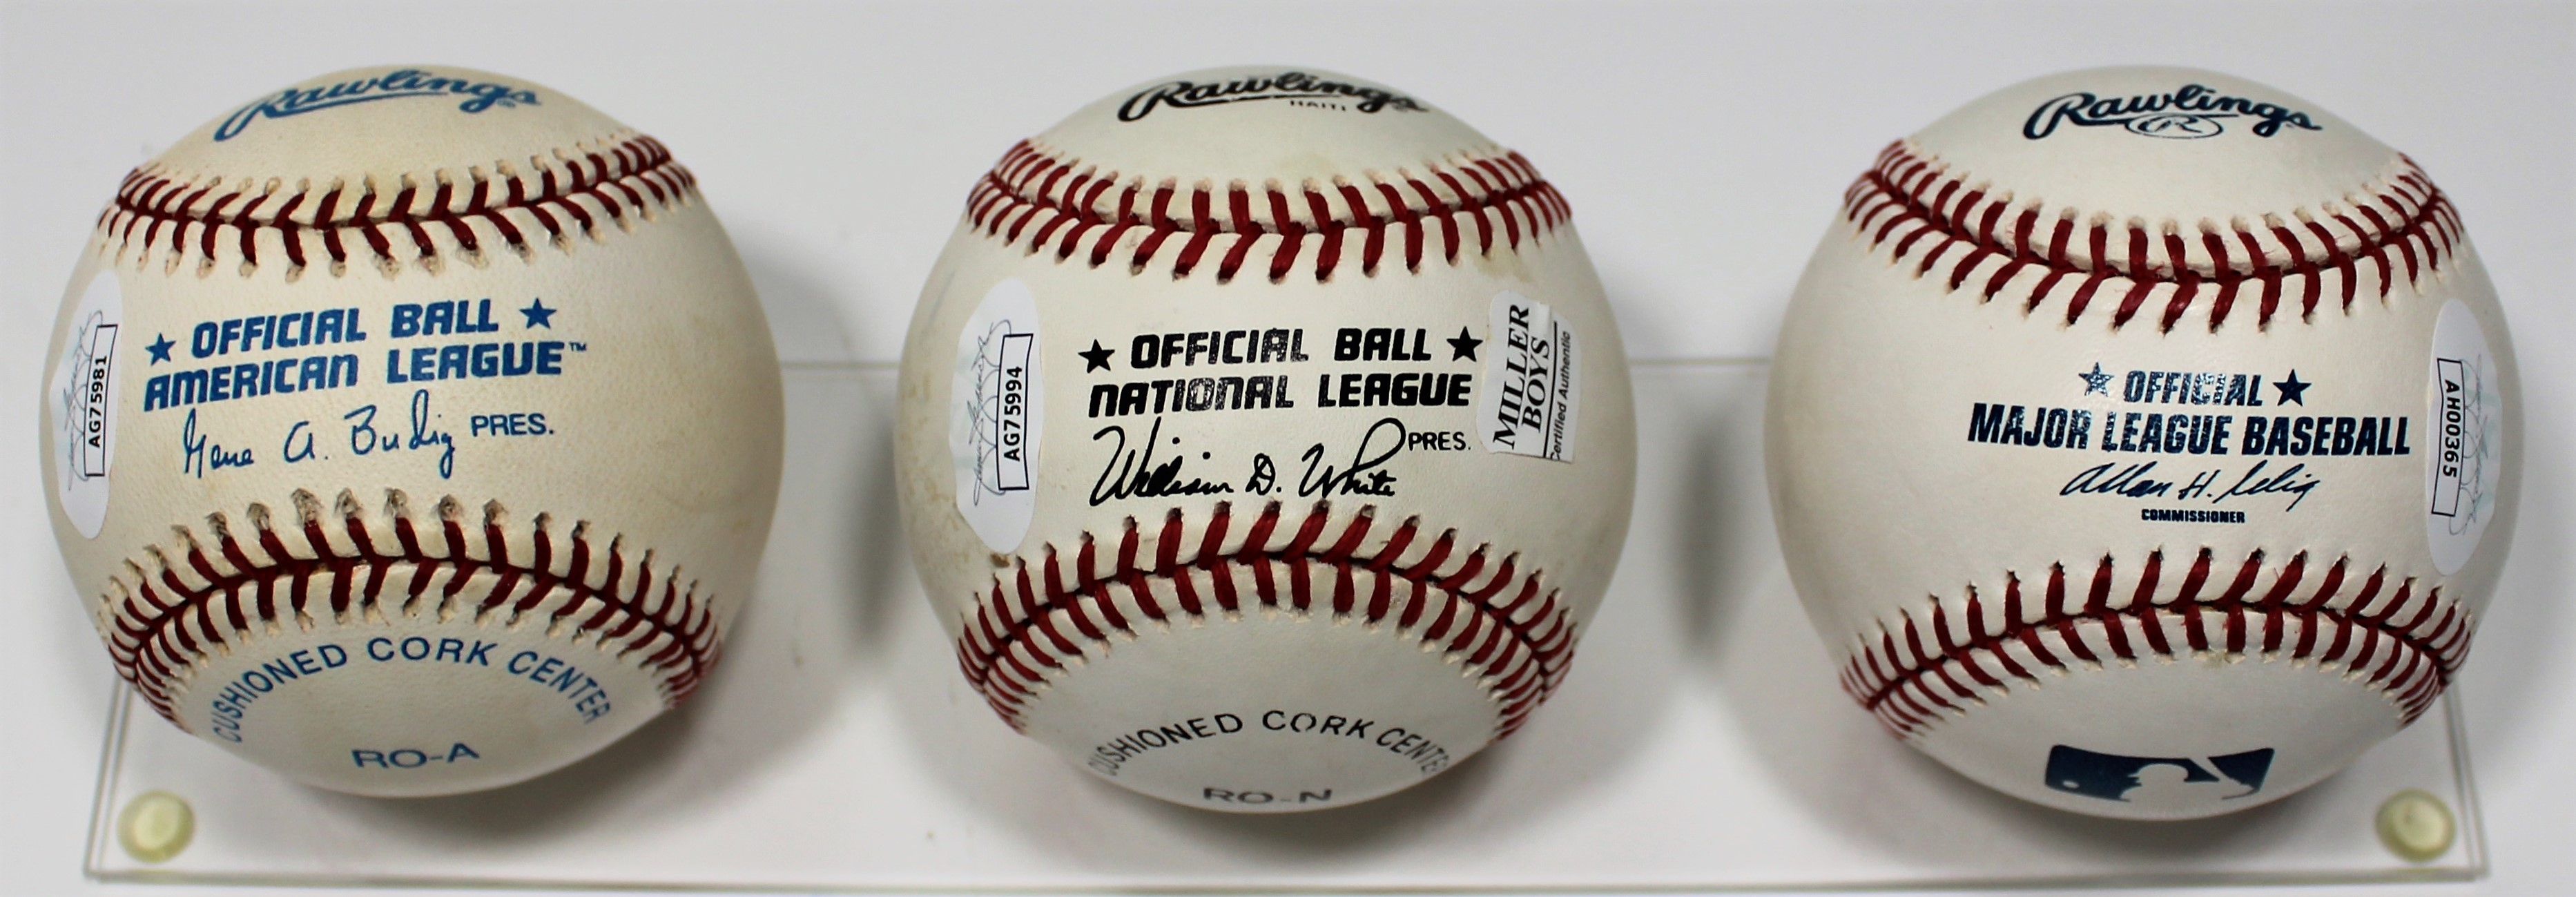 Rawlings
★ OFFICIAL BALL ★
AMERICAN LEAGUE™
Gene A. Budig PRES.
CUSHIONED CORK CENTER
RO-A
AG75981
Rawlings
HAITI
★ OFFICIAL BALL ★
NATIONAL LEAGUE
William D. White PRES.
CUSHIONED CORK CENTER
RO-N
AG75994
MILLER
BOYS
Certified Authentic
Rawlings
R
★ OFFICIAL ★
MAJOR LEAGUE BASEBALL
Allan H. Selig
COMMISSIONER
AH00365